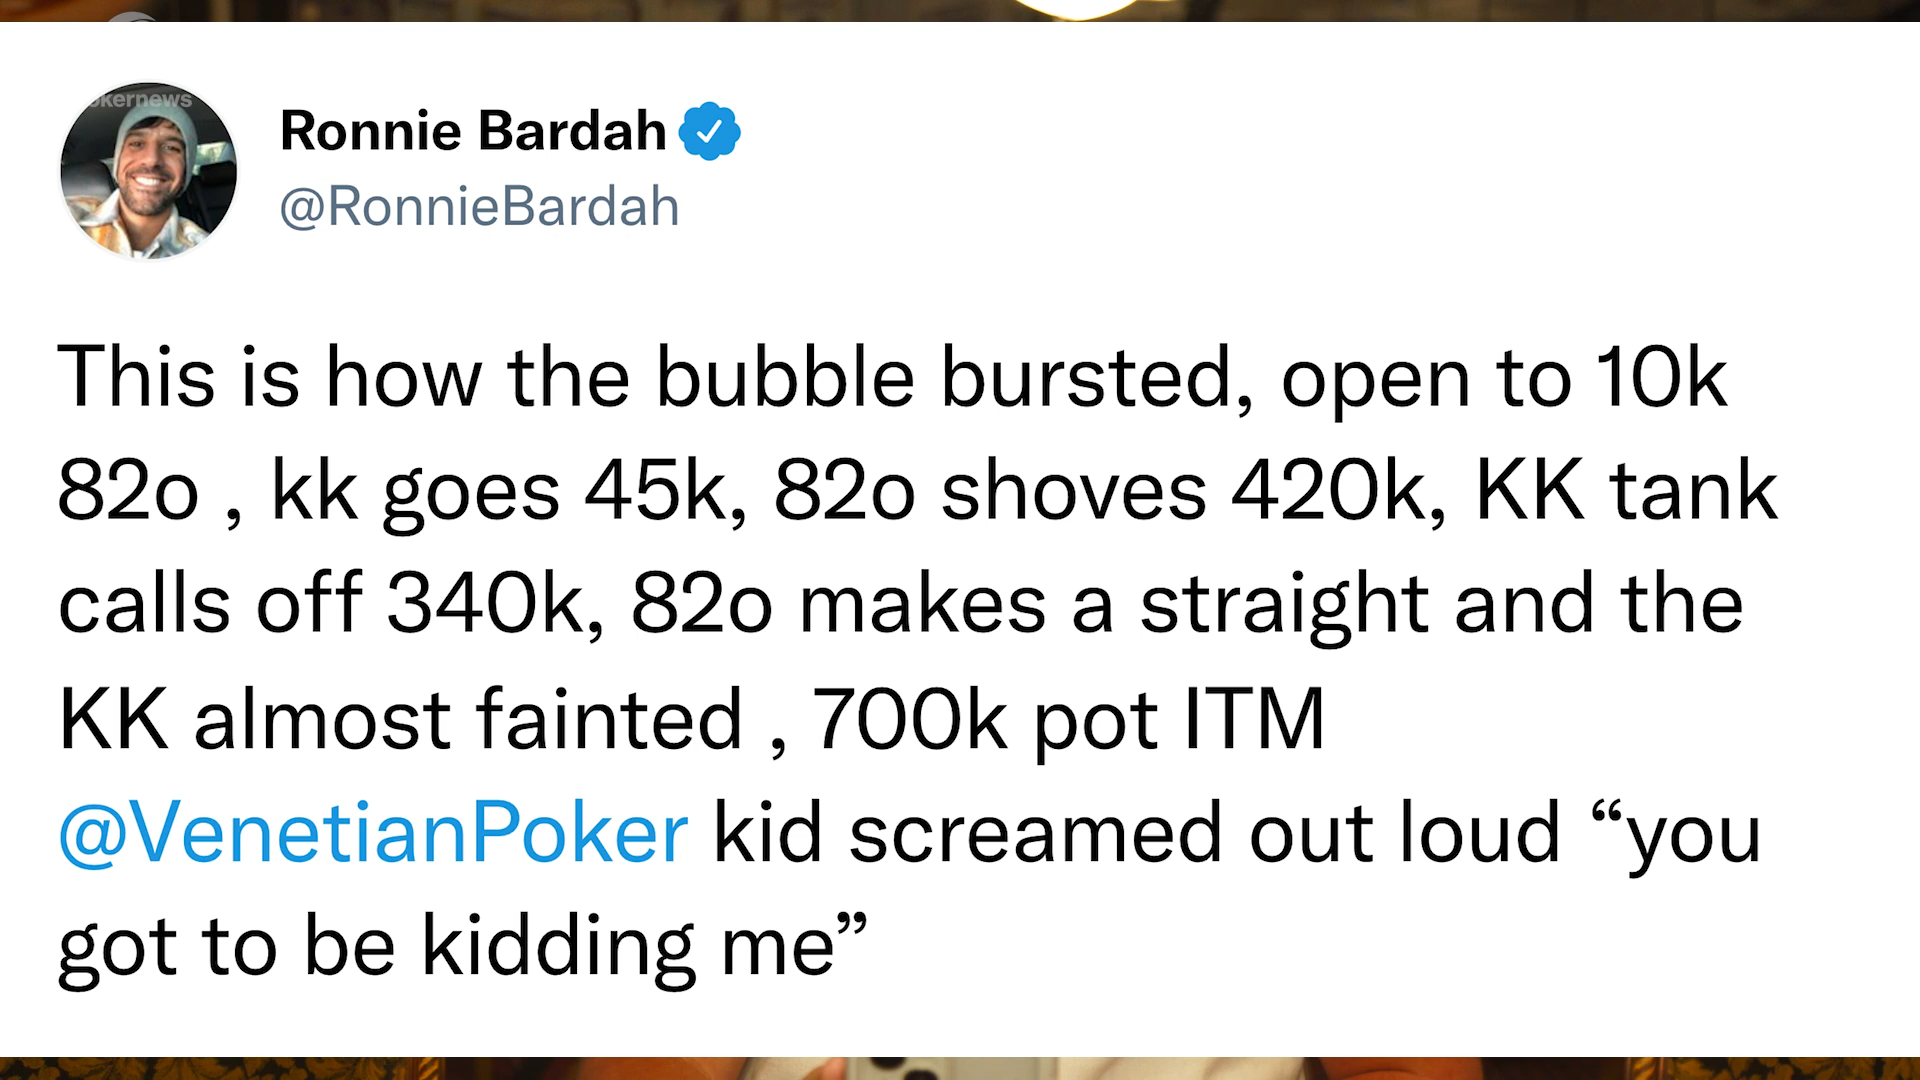 okernews
Ronnie Bardah
@RonnieBardah
This is how the bubble bursted, open to 10k
82o , kk goes 45k, 82o shoves 420k, KK tank
calls off 340k, 82o makes a straight and the
KK almost fainted , 700k pot ITM
@VenetianPoker kid screamed out loud “you
got to be kidding me”